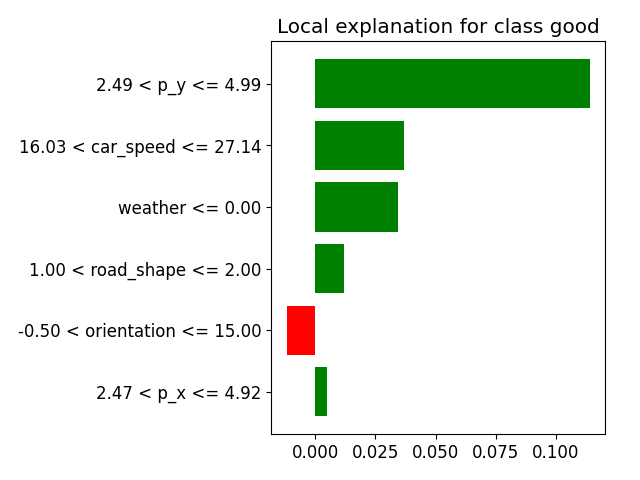 Local explanation for class good
2.49 < p_y <= 4.99
16.03 < car_speed <= 27.14
weather <= 0.00
1.00 < road_shape <= 2.00
-0.50 < orientation <= 15.00
2.47 < p_x <= 4.92
0.000 0.025 0.050 0.075 0.100